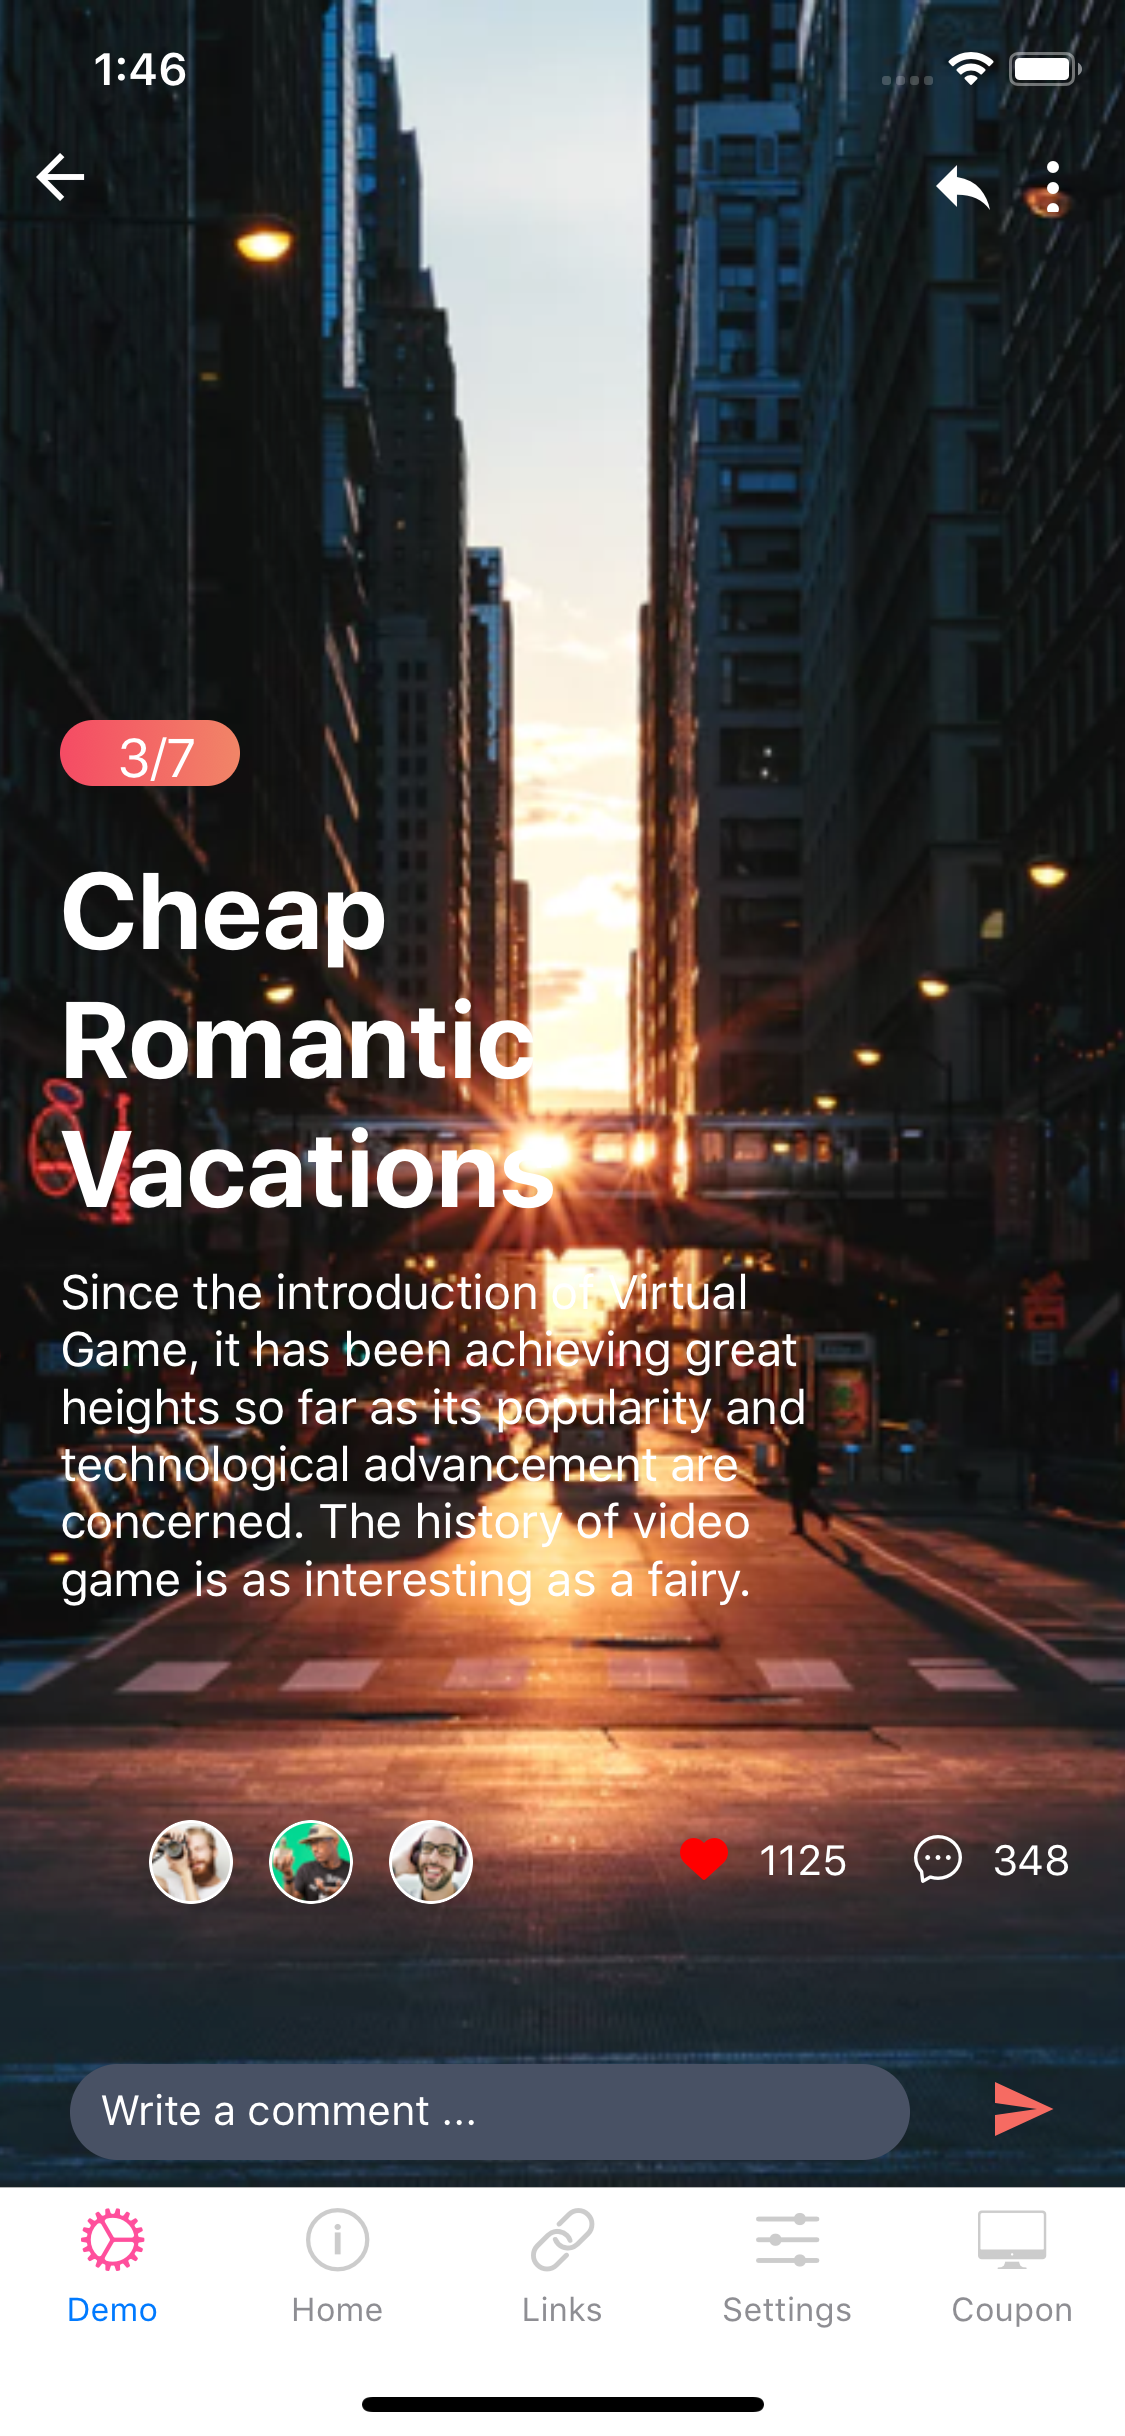 1:46
3/7
Cheap
Romantic
Vacations
Since the introduction of Virtual
Game, it has been achieving great
heights so far as its popularity and
technological advancement are
concerned. The history of video
game is as interesting as a fairy.
1125 348
Write a comment ...
Demo Home Links Settings Coupon